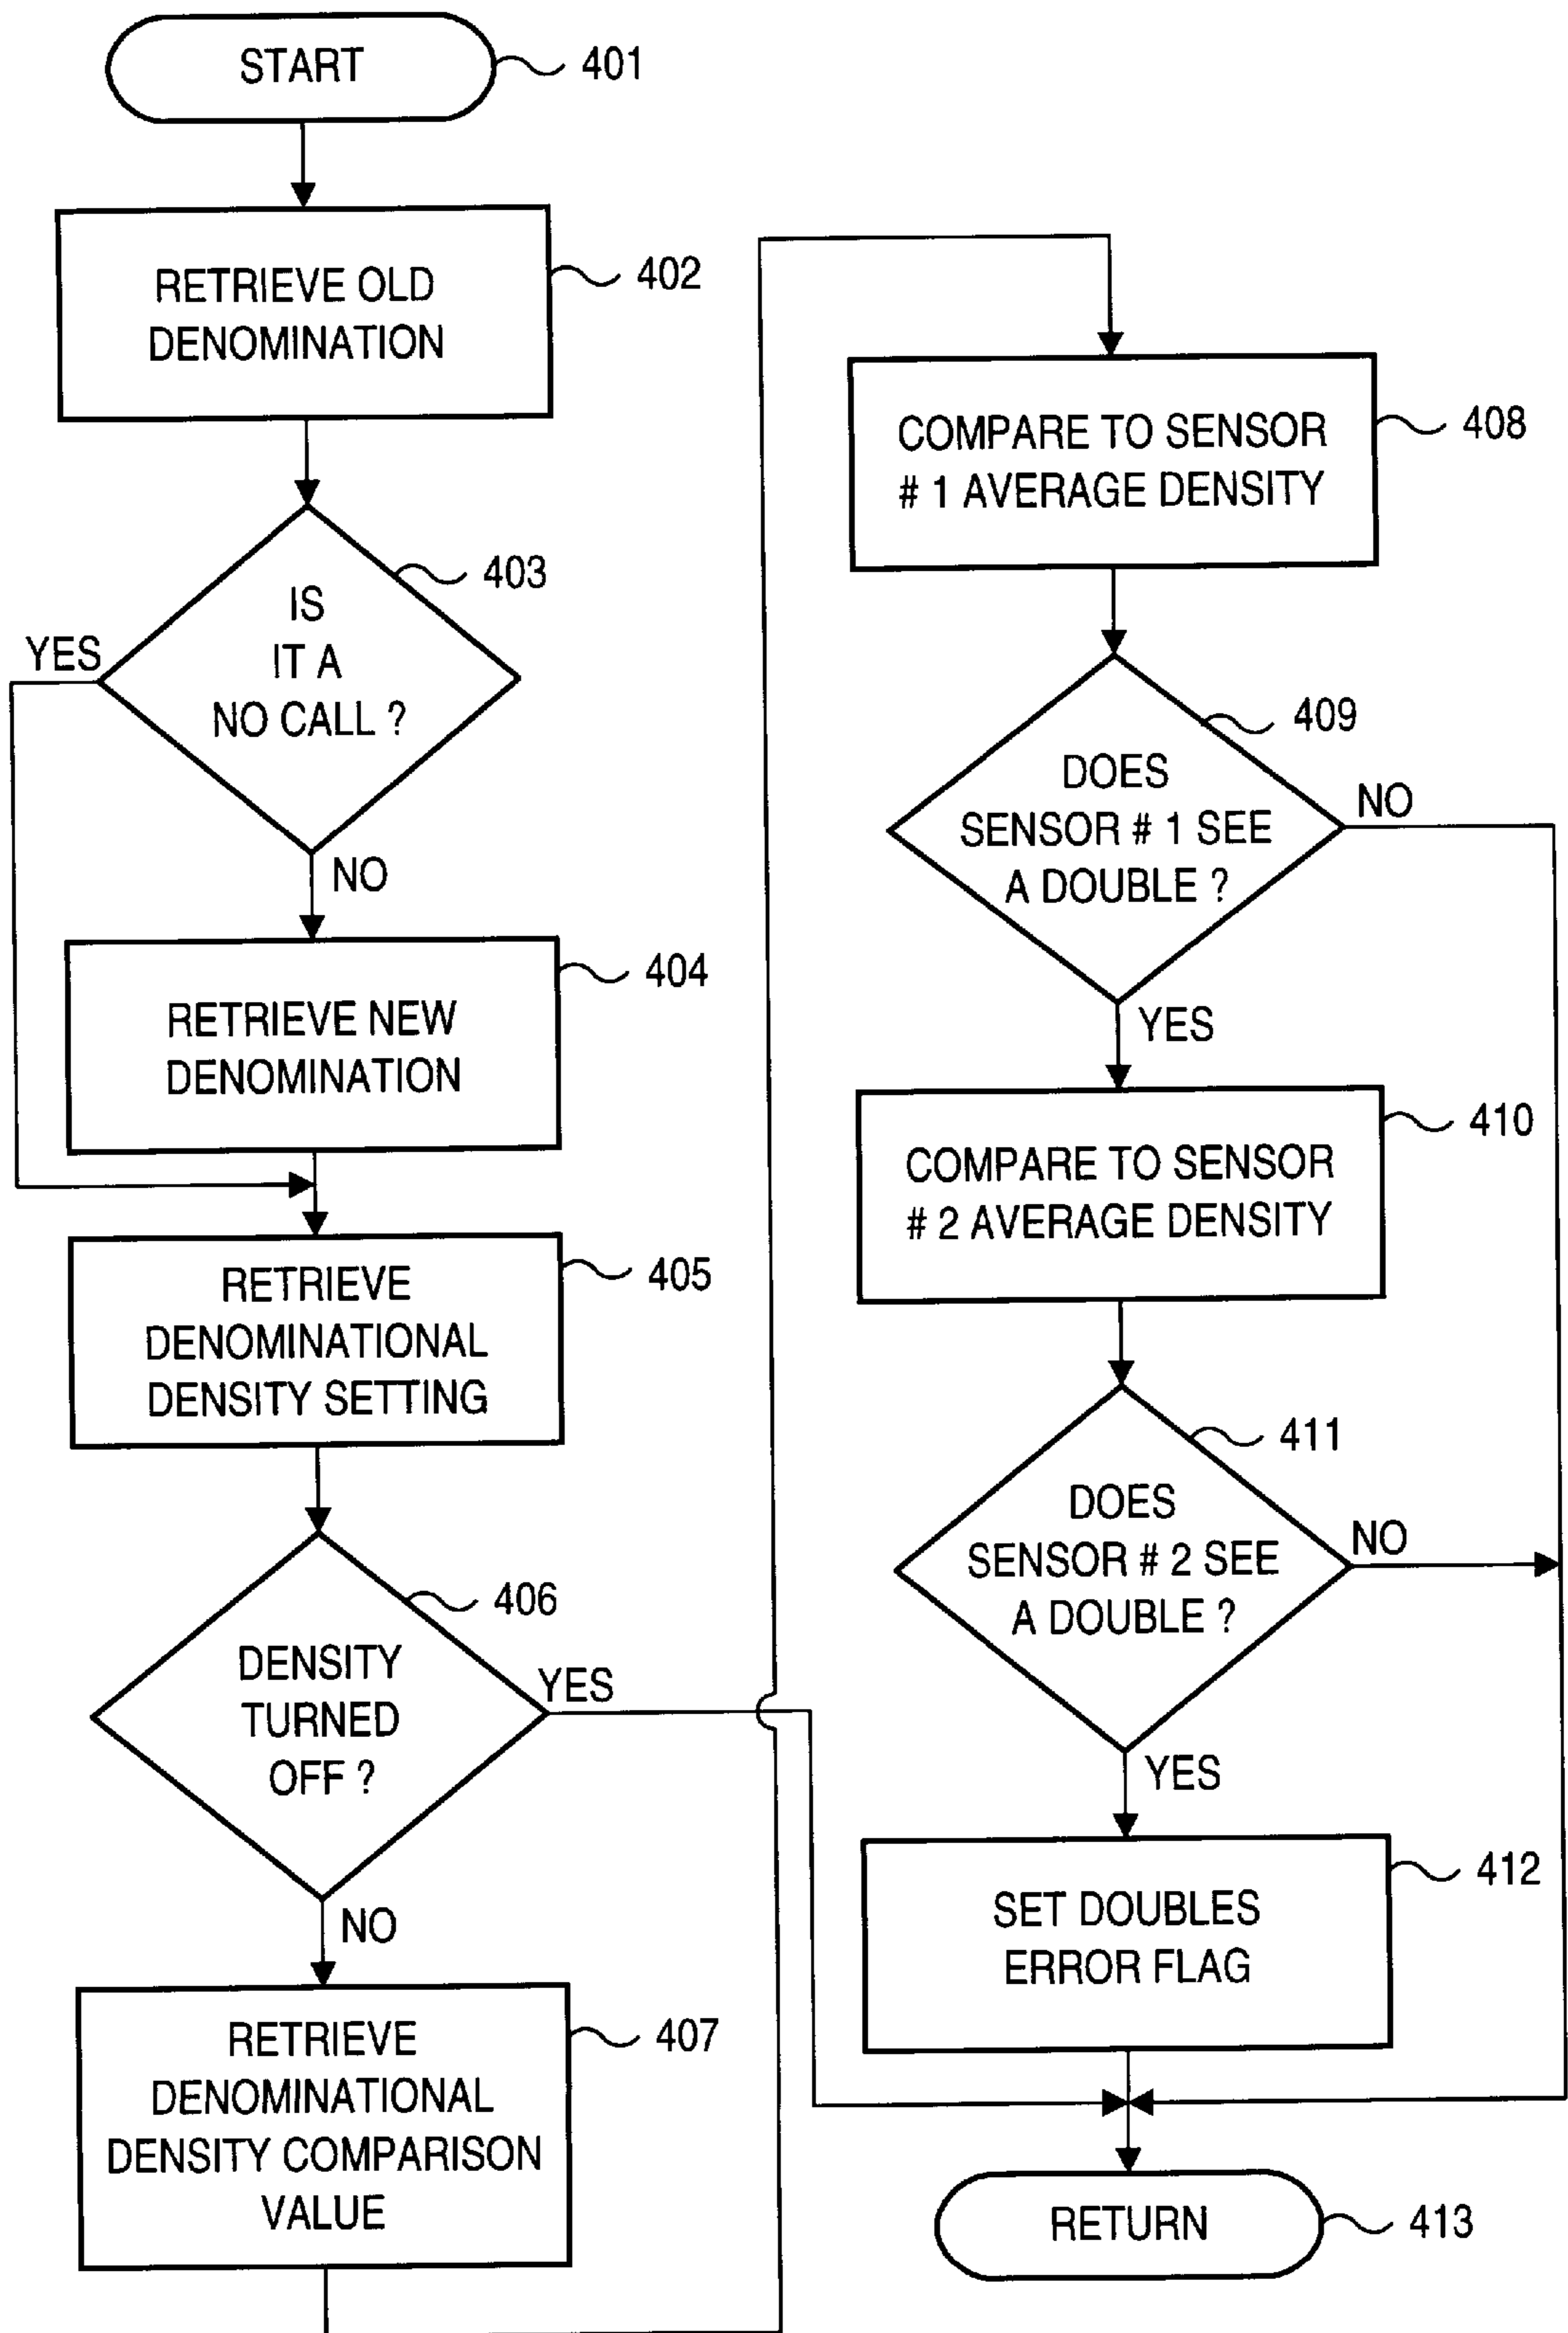 START
401
RETRIEVE OLD
DENOMINATION
402
IS
IT A
NO CALL ?
403
YES
NO
RETRIEVE NEW
DENOMINATION
404
RETRIEVE
DENOMINATIONAL
DENSITY SETTING
405
DENSITY
TURNED
OFF ?
406
YES
NO
RETRIEVE
DENOMINATIONAL
DENSITY COMPARISON
VALUE
407
COMPARE TO SENSOR
# 1 AVERAGE DENSITY
408
DOES
SENSOR # 1 SEE
A DOUBLE ?
409
NO
YES
COMPARE TO SENSOR
# 2 AVERAGE DENSITY
410
DOES
SENSOR # 2 SEE
A DOUBLE ?
411
NO
YES
SET DOUBLES
ERROR FLAG
412
RETURN
413